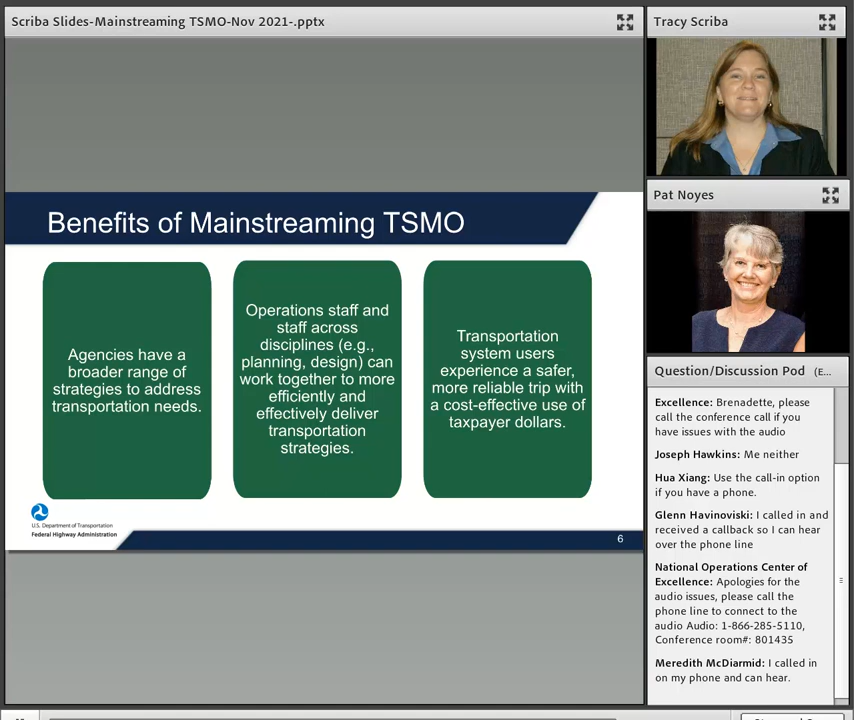 Scriba Slides-Mainstreaming TSMO-Nov 2021-.pptx
Benefits of Mainstreaming TSMO
Agencies have a
broader range of
strategies to address
transportation needs.
Operations staff and
staff across
disciplines (e.g.,
planning, design) can
work together to more
efficiently and
effectively deliver
transportation
strategies.
Transportation
system users
experience a safer,
more reliable trip with
a cost-effective use of
taxpayer dollars.
U.S. Department of Transportation
Federal Highway Administration
6
Tracy Scriba
Pat Noyes
Question/Discussion Pod (E...
Excellence: Brenadette, please
call the conference call if you
have issues with the audio
Joseph Hawkins: Me neither
Hua Xiang: Use the call-in option
if you have a phone.
Glenn Havinoviski: I called in and
received a callback so I can hear
over the phone line
National Operations Center of
Excellence: Apologies for the
audio issues, please call the
phone line to connect to the
audio Audio: 1-866-285-5110,
Conference room#: 801435
Meredith McDiarmid: I called in
on my phone and can hear.